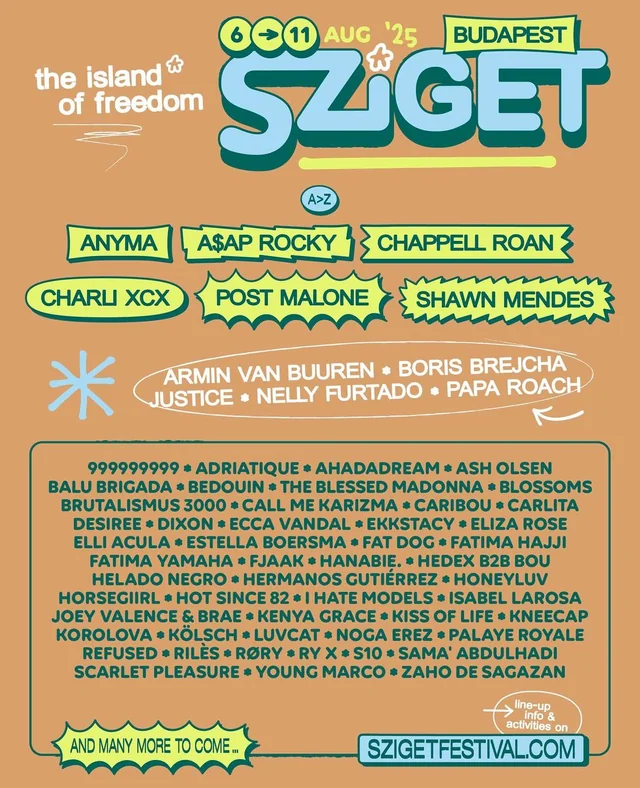 6 → 11 AUG '25
BUDAPEST
the island
of freedom
SZIGET
A>Z
ANYMA A$AP ROCKY CHAPPELL ROAN
CHARLI XCX POST MALONE SHAWN MENDES
ARMIN VAN BUUREN * BORIS BREJCHA
JUSTICE * NELLY FURTADO * PAPA ROACH
999999999 * ADRIATIQUE * AHADADREAM * ASH OLSEN
BALU BRIGADA * BEDOUIN * THE BLESSED MADONNA * BLOSSOMS
BRUTALISMUS 3000 * CALL ME KARIZMA * CARIBOU * CARLITA
DESIREE * DIXON * ECCA VANDAL * EKKSTACY * ELIZA ROSE
ELLI ACULA * ESTELLA BOERSMA * FAT DOG * FATIMA HAJJI
FATIMA YAMAHA * FJAAK * HANABIE. * HEDEX B2B BOU
HELADO NEGRO * HERMANOS GUTIÉRREZ * HONEYLUV
HORSEGIIRL * HOT SINCE 82 * I HATE MODELS * ISABEL LAROSA
JOEY VALENCE & BRAE * KENYA GRACE * KISS OF LIFE * KNEECAP
KOROLOVA * KÖLSCH * LUVCAT * NOGA EREZ * PALAYE ROYALE
REFUSED * RILÈS * RØRY * RY X * S10 * SAMA' ABDULHADI
SCARLET PLEASURE * YOUNG MARCO * ZAHO DE SAGAZAN
line-up
info &
activities on
AND MANY MORE TO COME ...
SZIGETFESTIVAL.COM